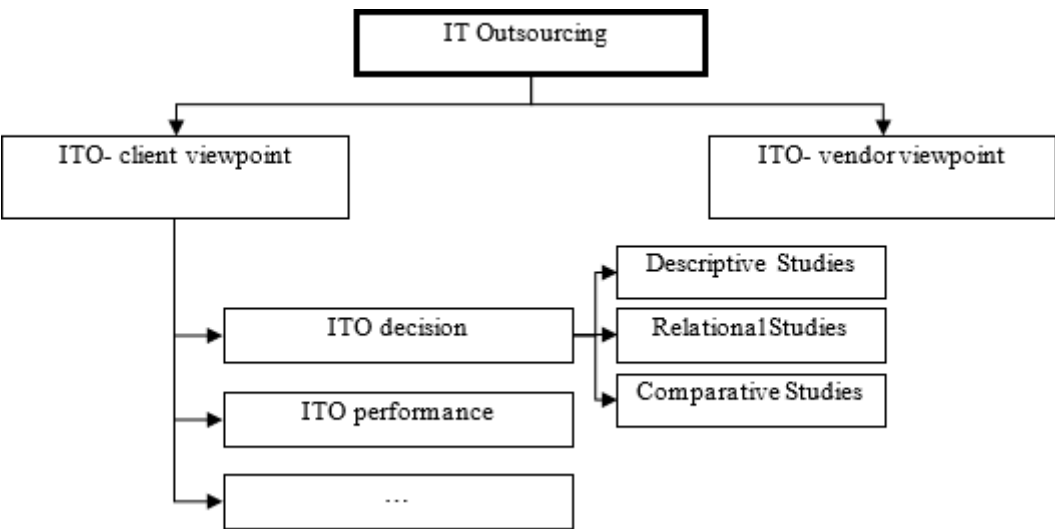 IT Outsourcing
ITO- client viewpoint
ITO- vendor viewpoint
Descriptive Studies
ITO decision
Relational Studies
Comparative Studies
ITO performance
...